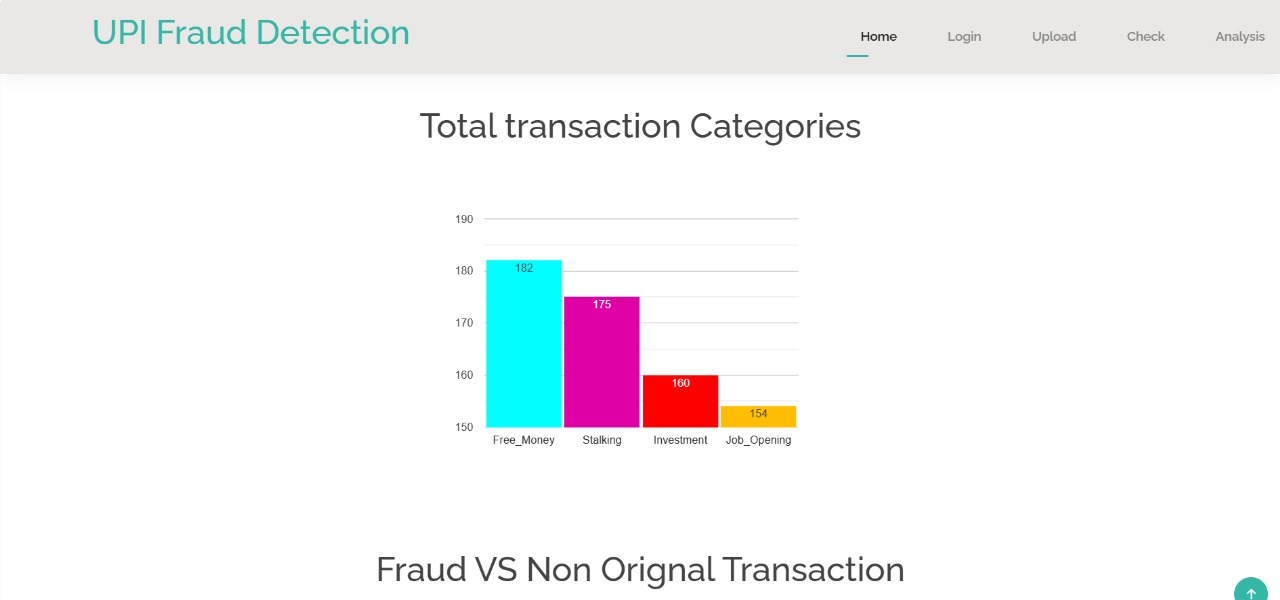 UPI Fraud Detection
Home Login Upload Check Analysis
Total transaction Categories
190
180
170
160
150
182
175
160
154
Free_Money Stalking Investment Job_Opening
Fraud VS Non Orignal Transaction